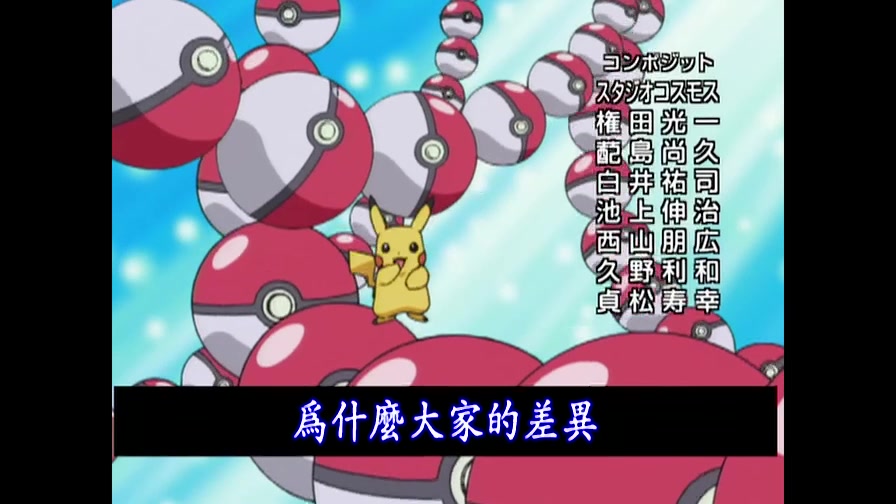 コンポジット
スタジオコスモス
権田光一
蓜島尚久
白井祐司
池上伸治
西山朋広
久野利和
貞松寿幸
爲什麼大家的差異